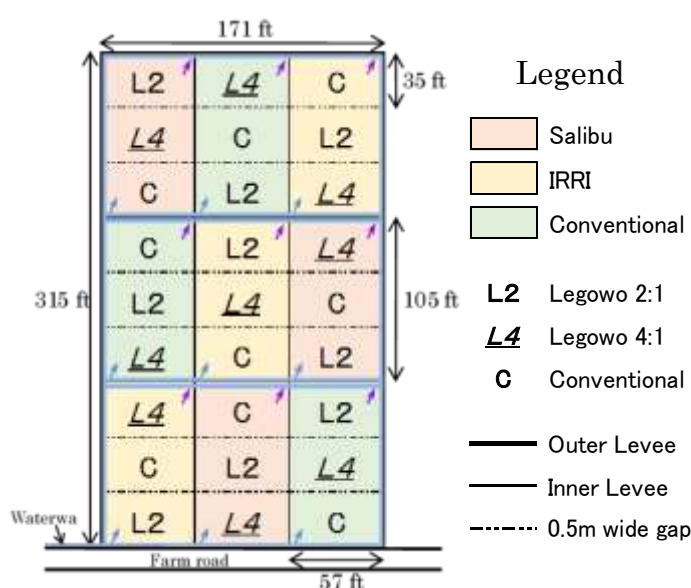 171 ft
L2 L4 C
35 ft
L4 C L2
C L2 L4
C L2 L4
315 ft
L2 L4 C
105 ft
L4 C L2
L4 C L2
C L2 L4
L2 L4 C
Waterwa
Farm road
57 ft
Legend
Salibu
IRRI
Conventional
L2 Legowo 2:1
L4 Legowo 4:1
C Conventional
Outer Levee
Inner Levee
0.5m wide gap